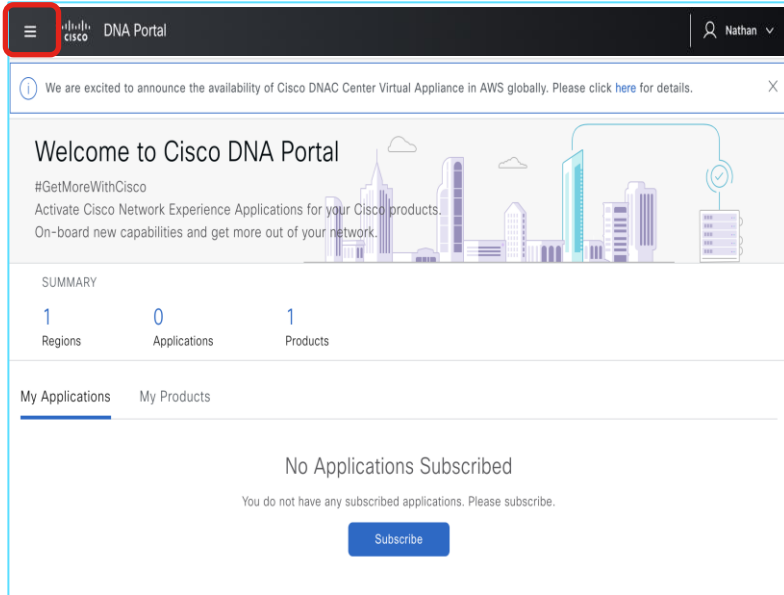 cisco DNA Portal Nathan
We are excited to announce the availability of Cisco DNAC Center Virtual Appliance in AWS globally. Please click here for details.
Welcome to Cisco DNA Portal
#GetMoreWithCisco
Activate Cisco Network Experience Applications for your Cisco products.
On-board new capabilities and get more out of your network.
SUMMARY
1 0 1
Regions Applications Products
My Applications My Products
No Applications Subscribed
You do not have any subscribed applications. Please subscribe.
Subscribe